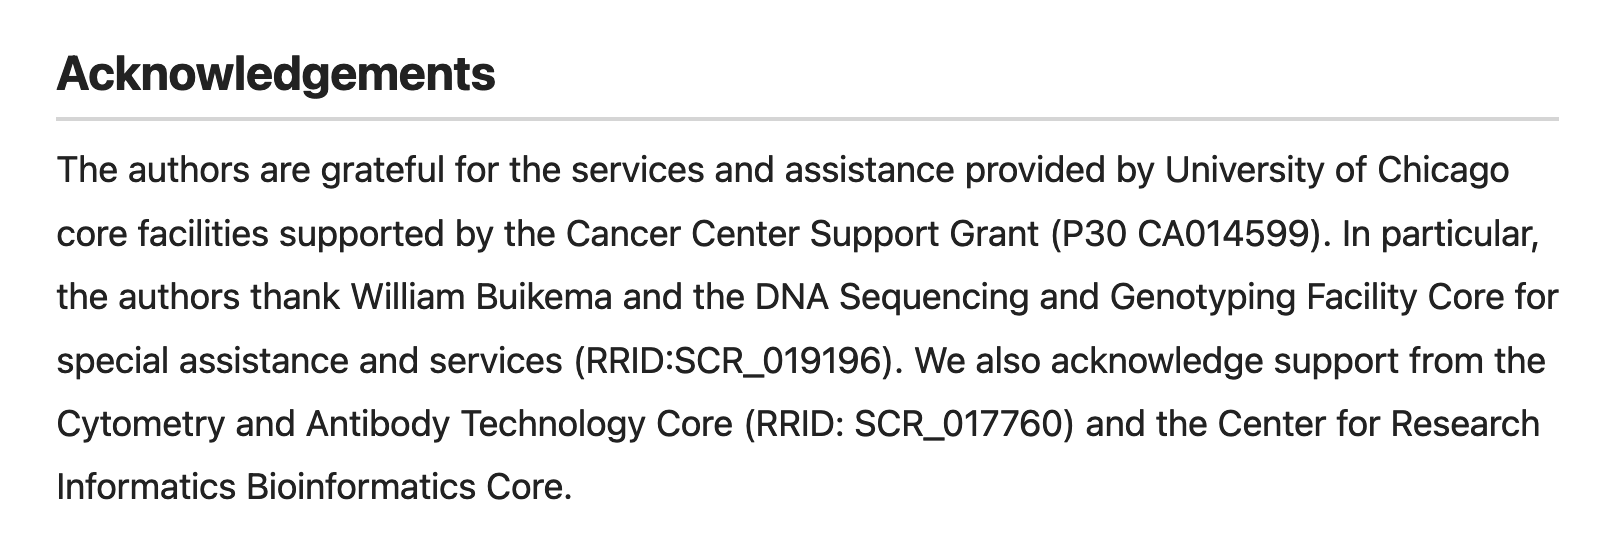 Acknowledgements
The authors are grateful for the services and assistance provided by University of Chicago
core facilities supported by the Cancer Center Support Grant (P30 CA014599). In particular,
the authors thank William Buikema and the DNA Sequencing and Genotyping Facility Core for
special assistance and services (RRID:SCR_019196). We also acknowledge support from the
Cytometry and Antibody Technology Core (RRID: SCR_017760) and the Center for Research
Informatics Bioinformatics Core.